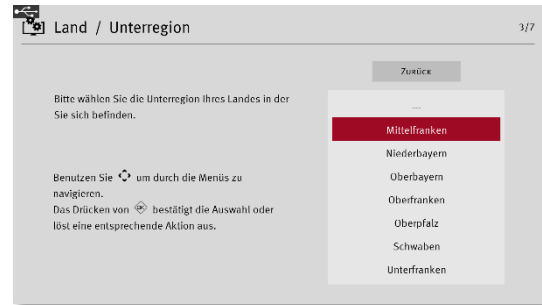 Land / Unterregion
3/7
Zurück
Bitte wählen Sie die Unterregion Ihres Landes in der
Sie sich befinden.
---
Mittelfranken
Niederbayern
Oberbayern
Oberfranken
Oberpfalz
Schwaben
Unterfranken
Benutzen Sie um durch die Menüs zu
navigieren.
Das Drücken von OK bestätigt die Auswahl oder
löst eine entsprechende Aktion aus.